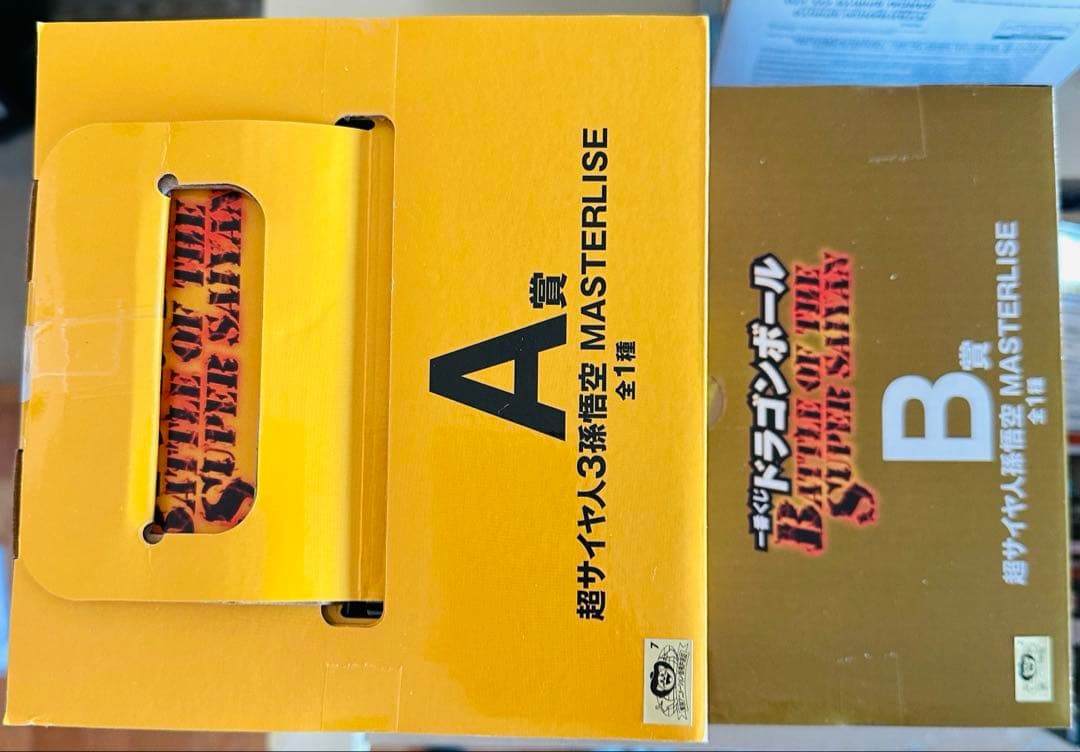 BATTLE OF THE
SUPER SAIYAN
A賞
超サイヤ人3孫悟空 MASTERLISE
全1種
7
一番くじ
ドラゴンボール
BATTLE OF THE
SUPER SAIYAN
B賞
超サイヤ人孫悟空 MASTERLISE
全1種